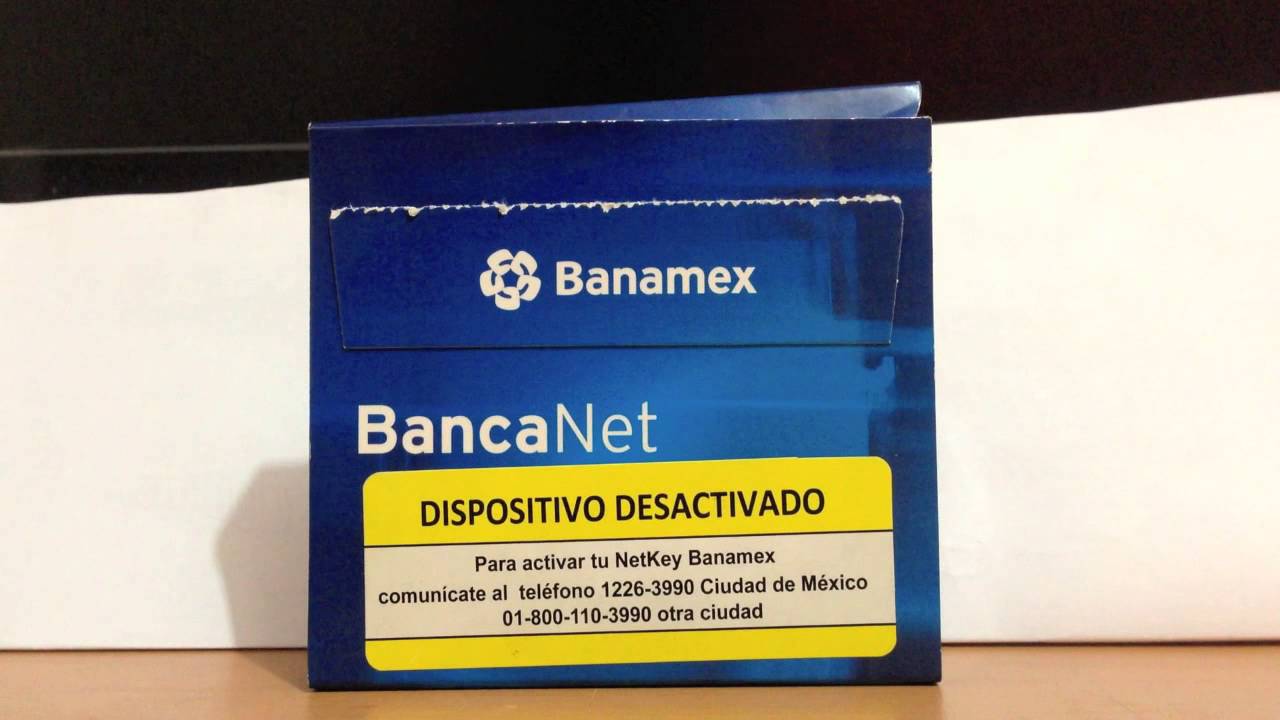 Banamex
BancaNet
DISPOSITIVO DESACTIVADO
Para activar tu NetKey Banamex
comunícate al teléfono 1226-3990 Ciudad de México
01-800-110-3990 otra ciudad